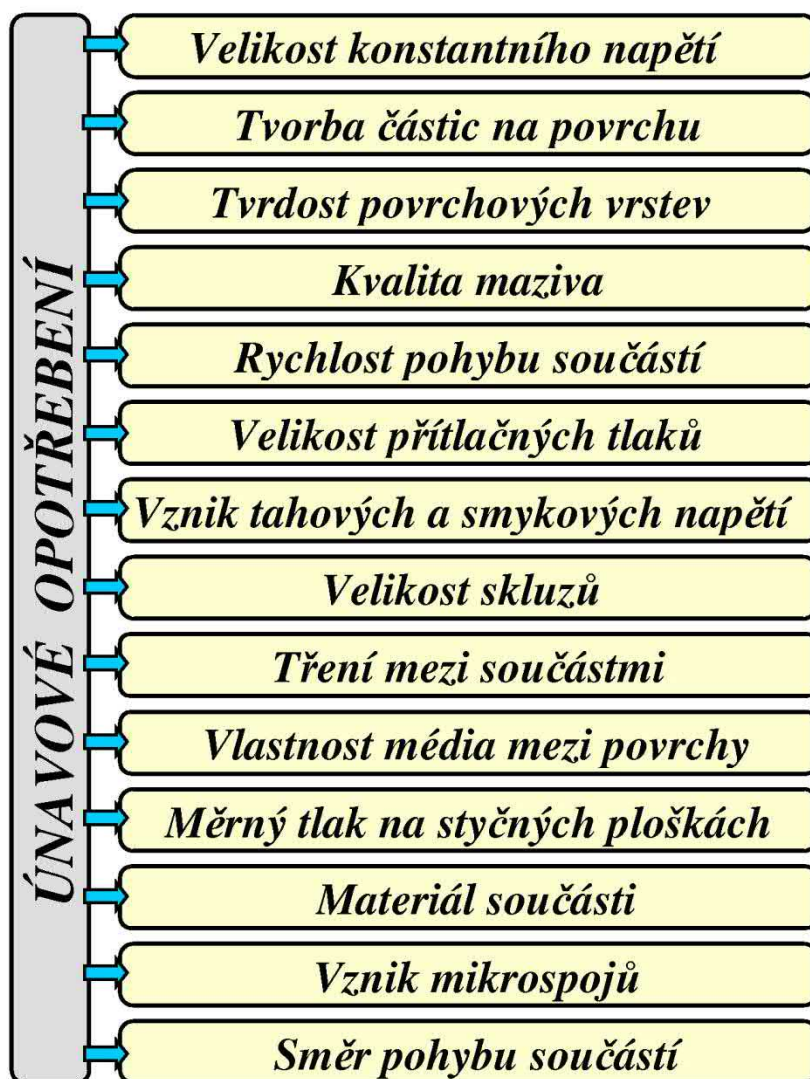 ÚNAVOVÉ OPOTŘEBENÍ
Velikost konstantního napětí
Tvorba částic na povrchu
Tvrdost povrchových vrstev
Kvalita maziva
Rychlost pohybu součástí
Velikost přítlačných tlaků
Vznik tahových a smykových napětí
Velikost skluzů
Tření mezi součástmi
Vlastnost média mezi povrchy
Měrný tlak na styčných ploškách
Materiál součásti
Vznik mikrospojů
Směr pohybu součástí